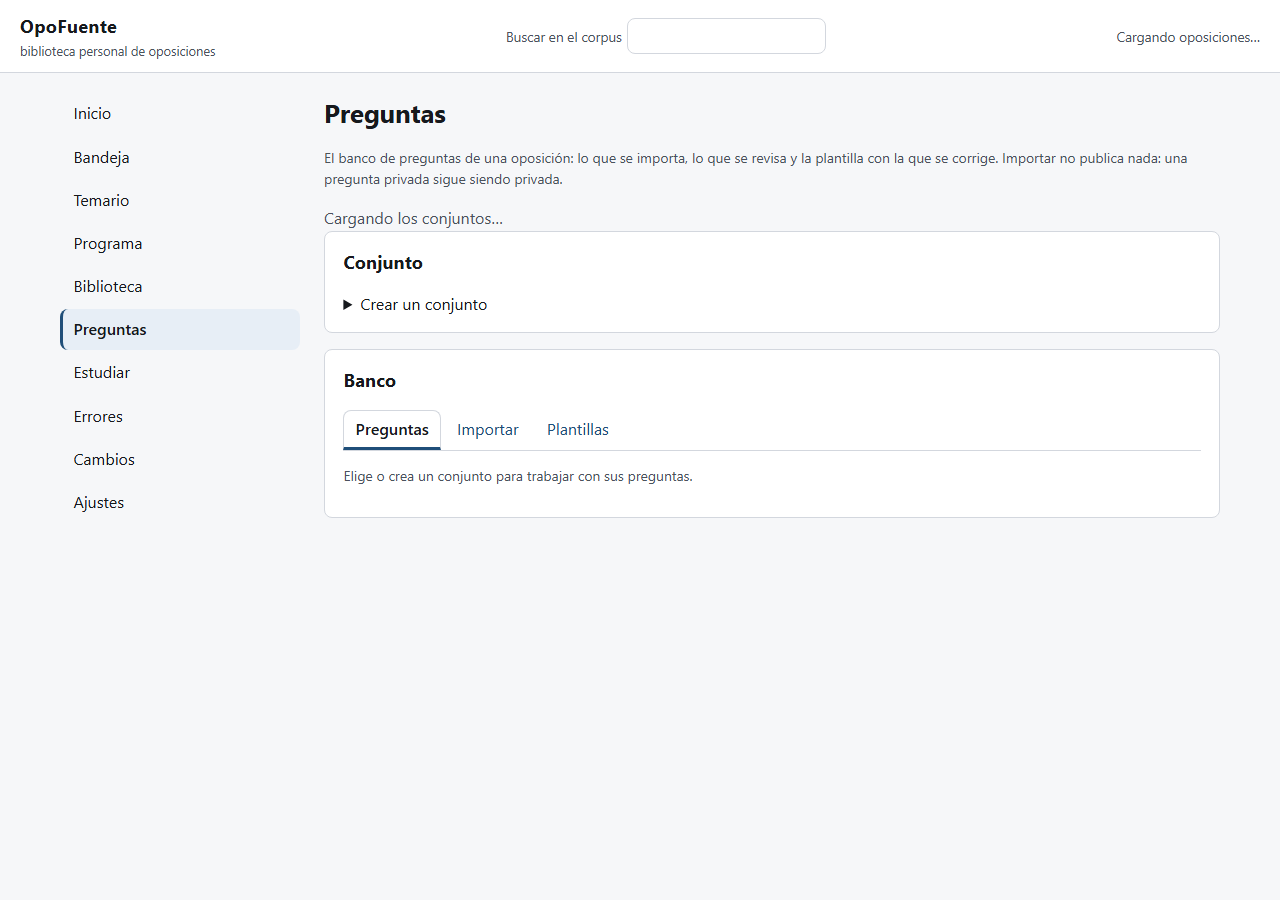 OpoFuente
biblioteca personal de oposiciones
Buscar en el corpus
Cargando oposiciones...
Inicio
Bandeja
Temario
Programa
Biblioteca
Preguntas
Estudiar
Errores
Cambios
Ajustes
Preguntas
El banco de preguntas de una oposición: lo que se importa, lo que se revisa y la plantilla con la que se corrige. Importar no publica nada: una
pregunta privada sigue siendo privada.
Cargando los conjuntos...
Conjunto
Crear un conjunto
Banco
Preguntas Importar Plantillas
Elige o crea un conjunto para trabajar con sus preguntas.